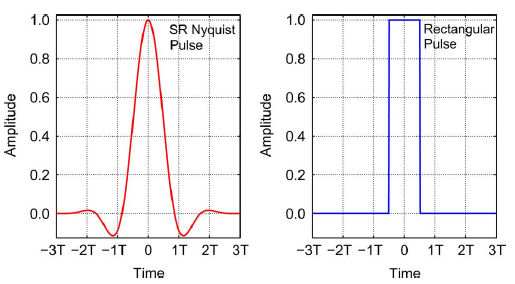 SR Nyquist
Pulse
1.0
0.8
0.6
0.4
0.2
0.0
Amplitude
−3T −2T −1T 0 1T 2T 3T
Time
Rectangular
Pulse
1.0
0.8
0.6
0.4
0.2
0.0
Amplitude
−3T −2T −1T 0 1T 2T 3T
Time